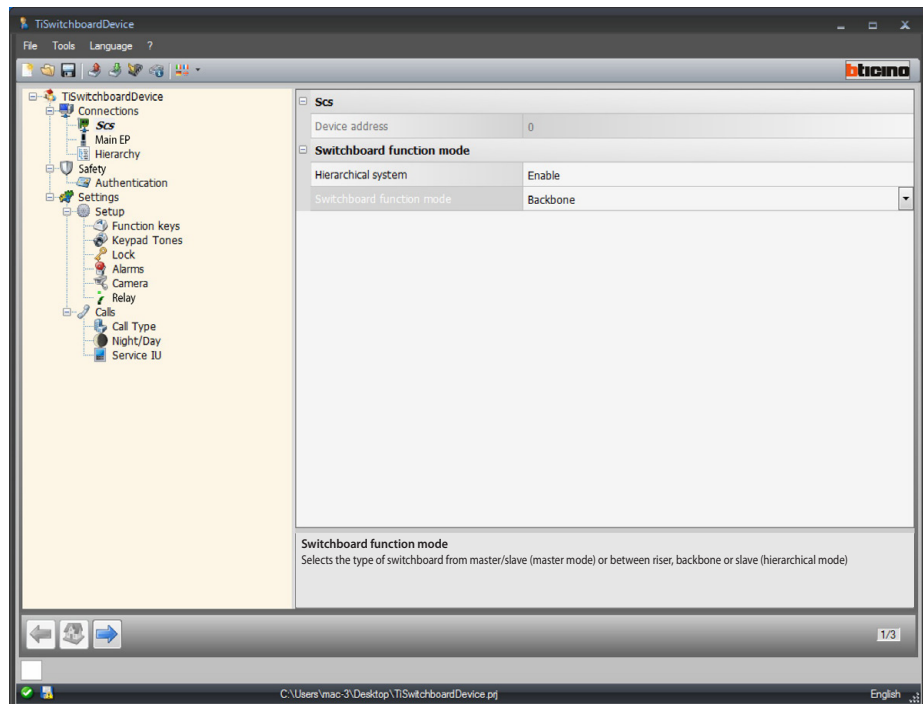 TiSwitchboardDevice
File Tools Language ?
bticino
TiSwitchboardDevice
Connections
Scs
Main EP
Hierarchy
Safety
Authentication
Settings
Setup
Function keys
Keypad Tones
Lock
Alarms
Camera
Relay
Calls
Call Type
Night/Day
Service IU
Scs
Device address 0
Switchboard function mode
Hierarchical system Enable
Switchboard function mode Backbone
Switchboard function mode
Selects the type of switchboard from master/slave (master mode) or between riser, backbone or slave (hierarchical mode)
1/3
C:\Users\mac-3\Desktop\TiSwitchboardDevice.prj English